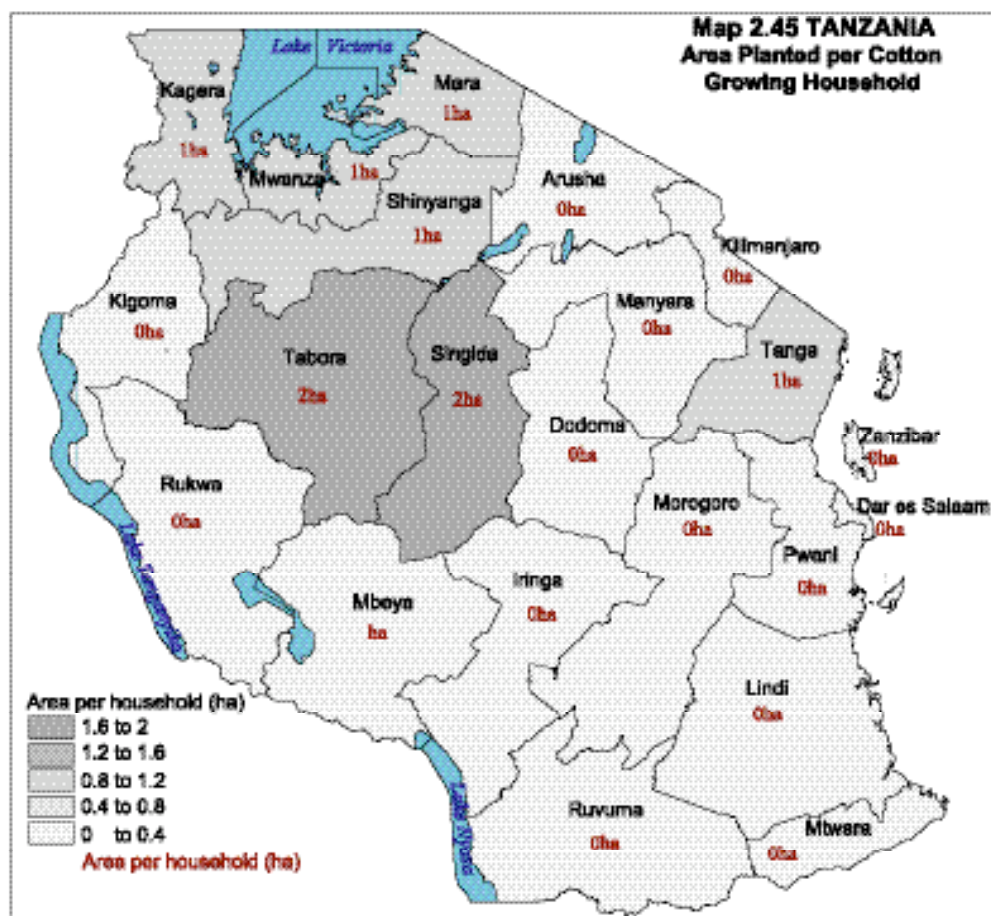 Map 2.45 TANZANIA
Area Planted per Cotton
Growing Household
Lake Victoria
Kagera
1ha
Mara
1ha
Mwanza
1ha
Shinyanga
1ha
Arusha
0ha
Kilimanjaro
0ha
Kigoma
0ha
Manyara
0ha
Tabora
2ha
Singida
2ha
Tanga
1ha
Dodoma
0ha
Zanzibar
0ha
Rukwa
0ha
Morogoro
0ha
Dar es Salaam
0ha
Pwani
0ha
Iringa
0ha
Mbeya
ha
Lake Tanganyika
Lindi
0ha
Lake Nyasa
Ruvuma
0ha
Mtwara
0ha
Area per household (ha)
1.6 to 2
1.2 to 1.6
0.8 to 1.2
0.4 to 0.8
0 to 0.4
Area per household (ha)